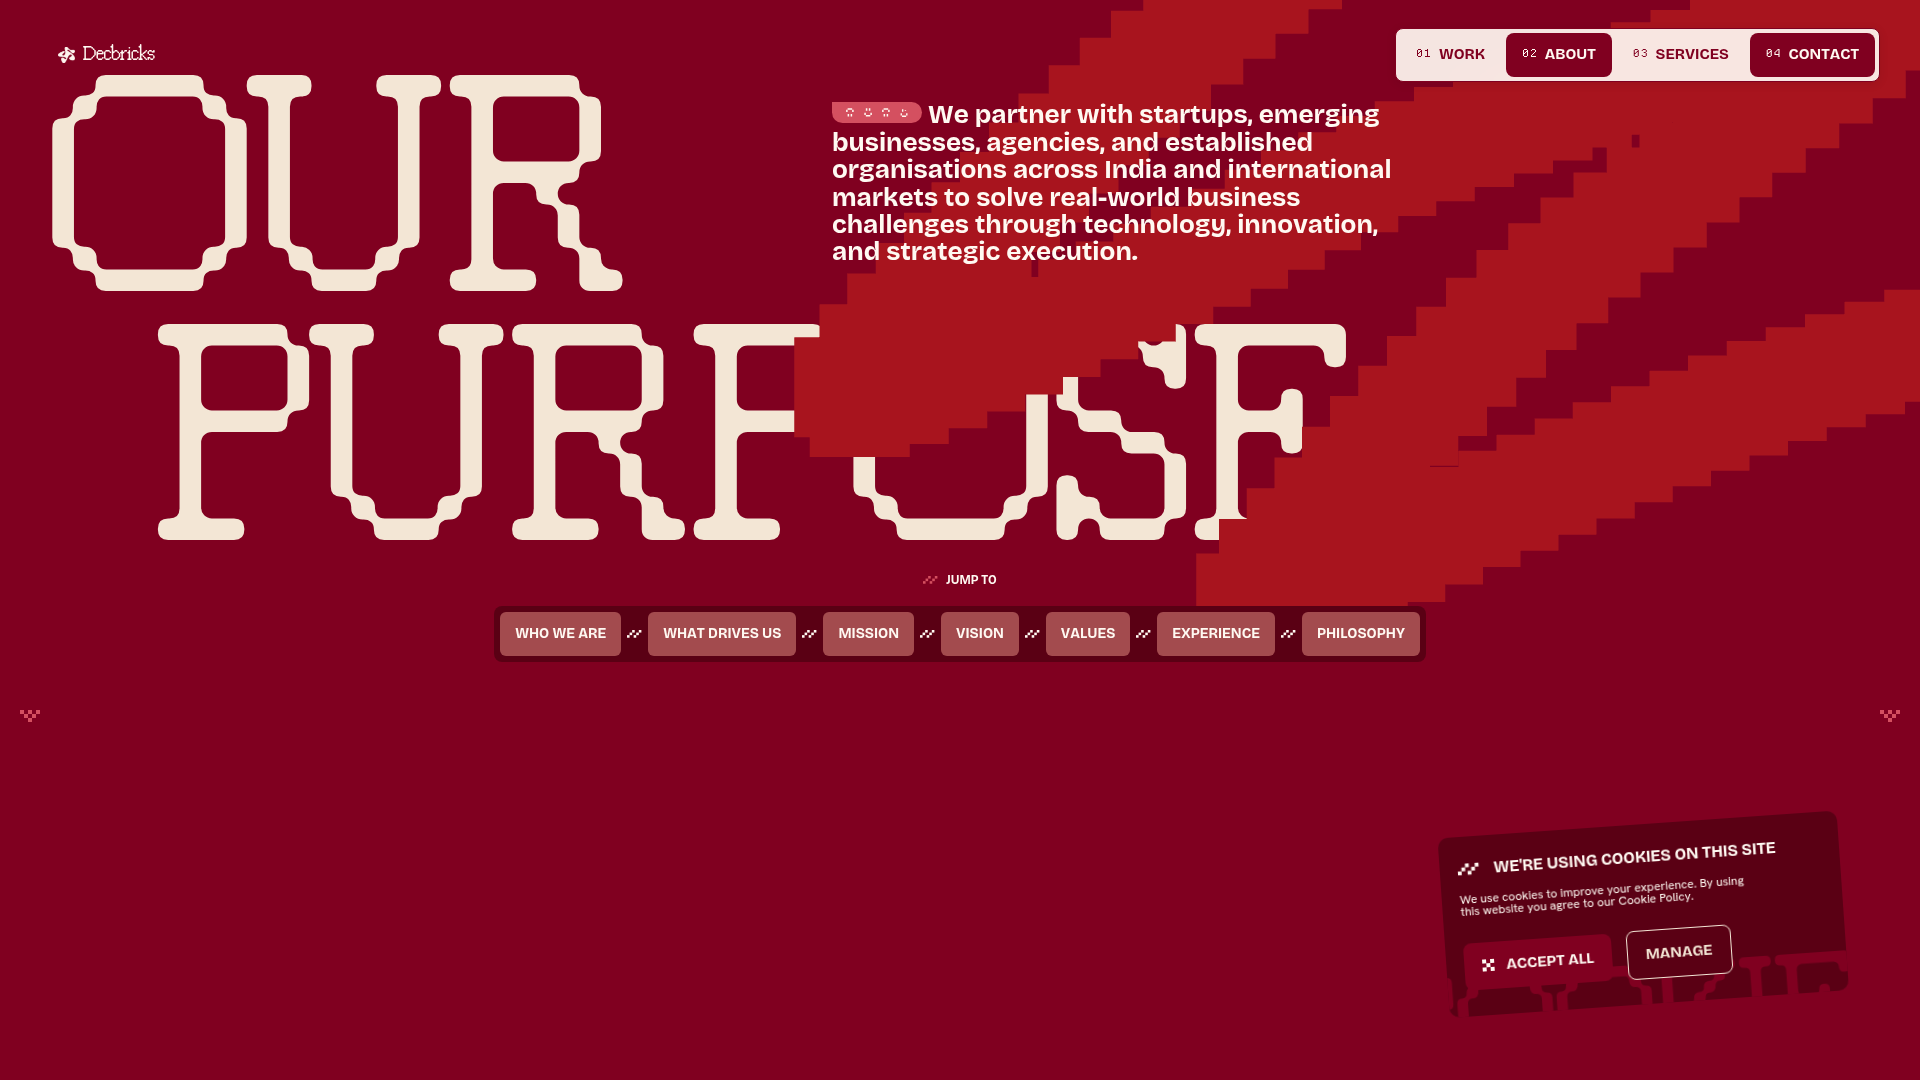 Decbricks
01 WORK
02 ABOUT
03 SERVICES
04 CONTACT
OUR
We partner with startups, emerging
businesses, agencies, and established
organisations across India and international
markets to solve real-world business
challenges through technology, innovation,
and strategic execution.
PURPOSE
JUMP TO
WHO WE ARE
WHAT DRIVES US
MISSION
VISION
VALUES
EXPERIENCE
PHILOSOPHY
WE'RE USING COOKIES ON THIS SITE
We use cookies to improve your experience. By using
this website you agree to our Cookie Policy.
ACCEPT ALL
MANAGE